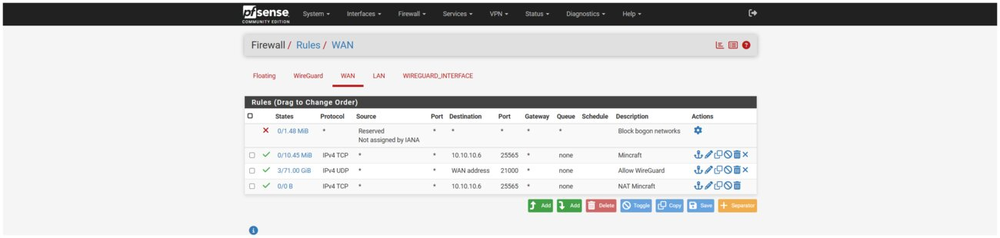 pfsense
COMMUNITY EDITION
System Interfaces Firewall Services VPN Status Diagnostics Help
Firewall / Rules / WAN
Floating WireGuard WAN LAN WIREGUARD_INTERFACE
Rules (Drag to Change Order)
States Protocol Source Port Destination Port Gateway Queue Schedule Description Actions
0/1.48 MiB * Reserved * * * * * Block bogon networks
Not assigned by IANA
0/10.45 MiB IPv4 TCP * * 10.10.10.6 25565 * none Mincraft
3/71.00 GiB IPv4 UDP * * WAN address 21000 * none Allow WireGuard
0/0 B IPv4 TCP * * 10.10.10.6 25565 * none NAT Mincraft
Add Add Delete Toggle Copy Save Separator